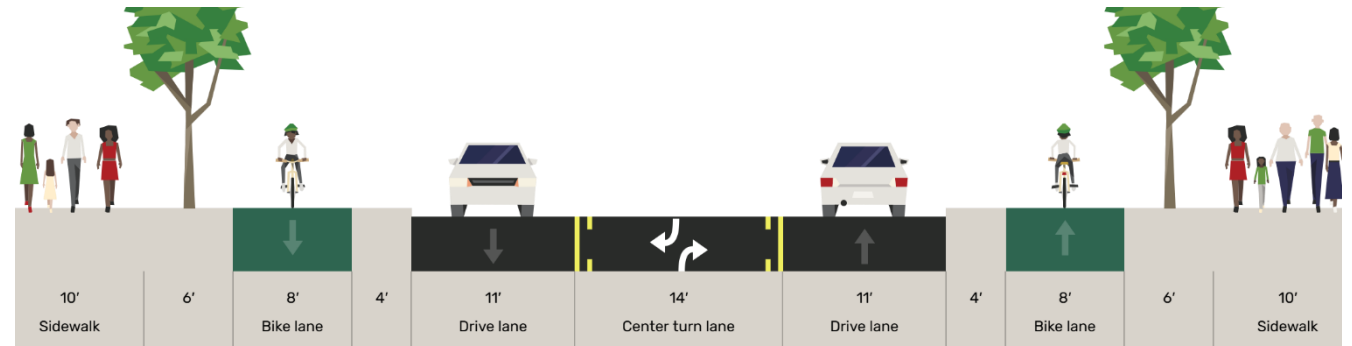 10’ 6’ 8’ 4’ 11’ 14’ 11’ 4’ 8’ 6’ 10’
Sidewalk Bike lane Drive lane Center turn lane Drive lane Bike lane Sidewalk